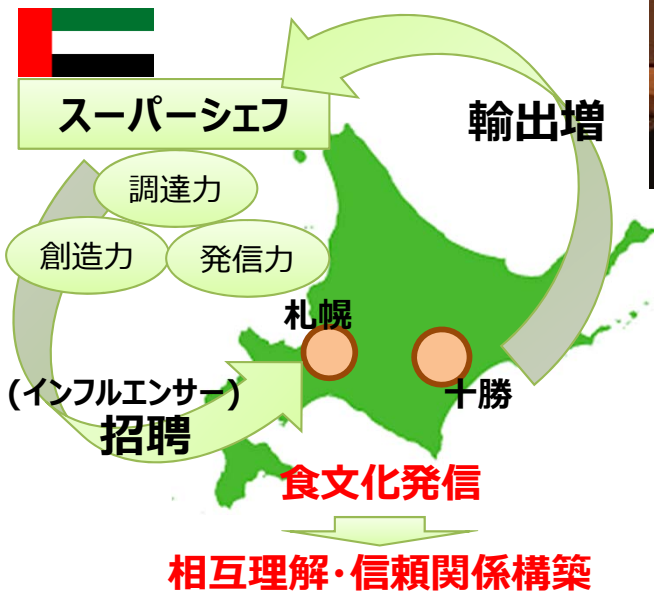 スーパーシェフ
輸出増
調達力
創造力
発信力
札幌
十勝
(インフルエンサー)
招聘
食文化発信
相互理解・信頼関係構築